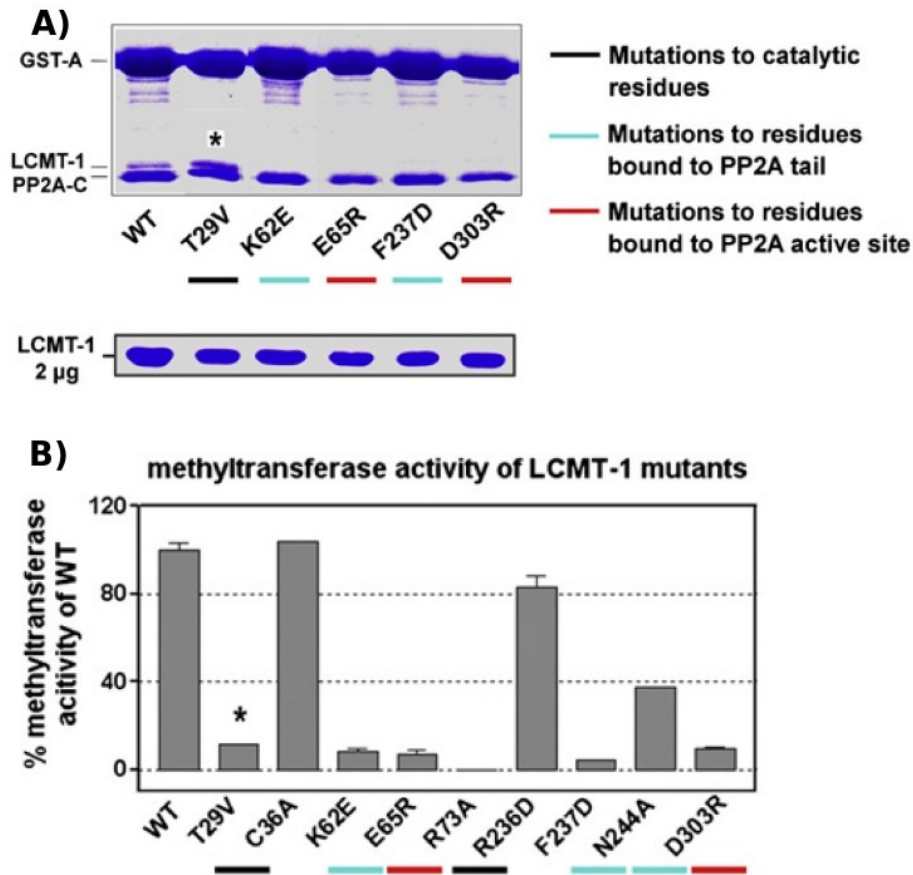 A)
GST-A
LCMT-1
PP2A-C
*
WT
T29V
K62E
E65R
F237D
D303R
Mutations to catalytic
residues
Mutations to residues
bound to PP2A tail
Mutations to residues
bound to PP2A active site
LCMT-1
2 µg
B)
methyltransferase activity of LCMT-1 mutants
% methyltransferase
acitivity of WT
120
80
40
0
*
WT
T29V
C36A
K62E
E65R
R73A
R236D
F237D
N244A
D303R